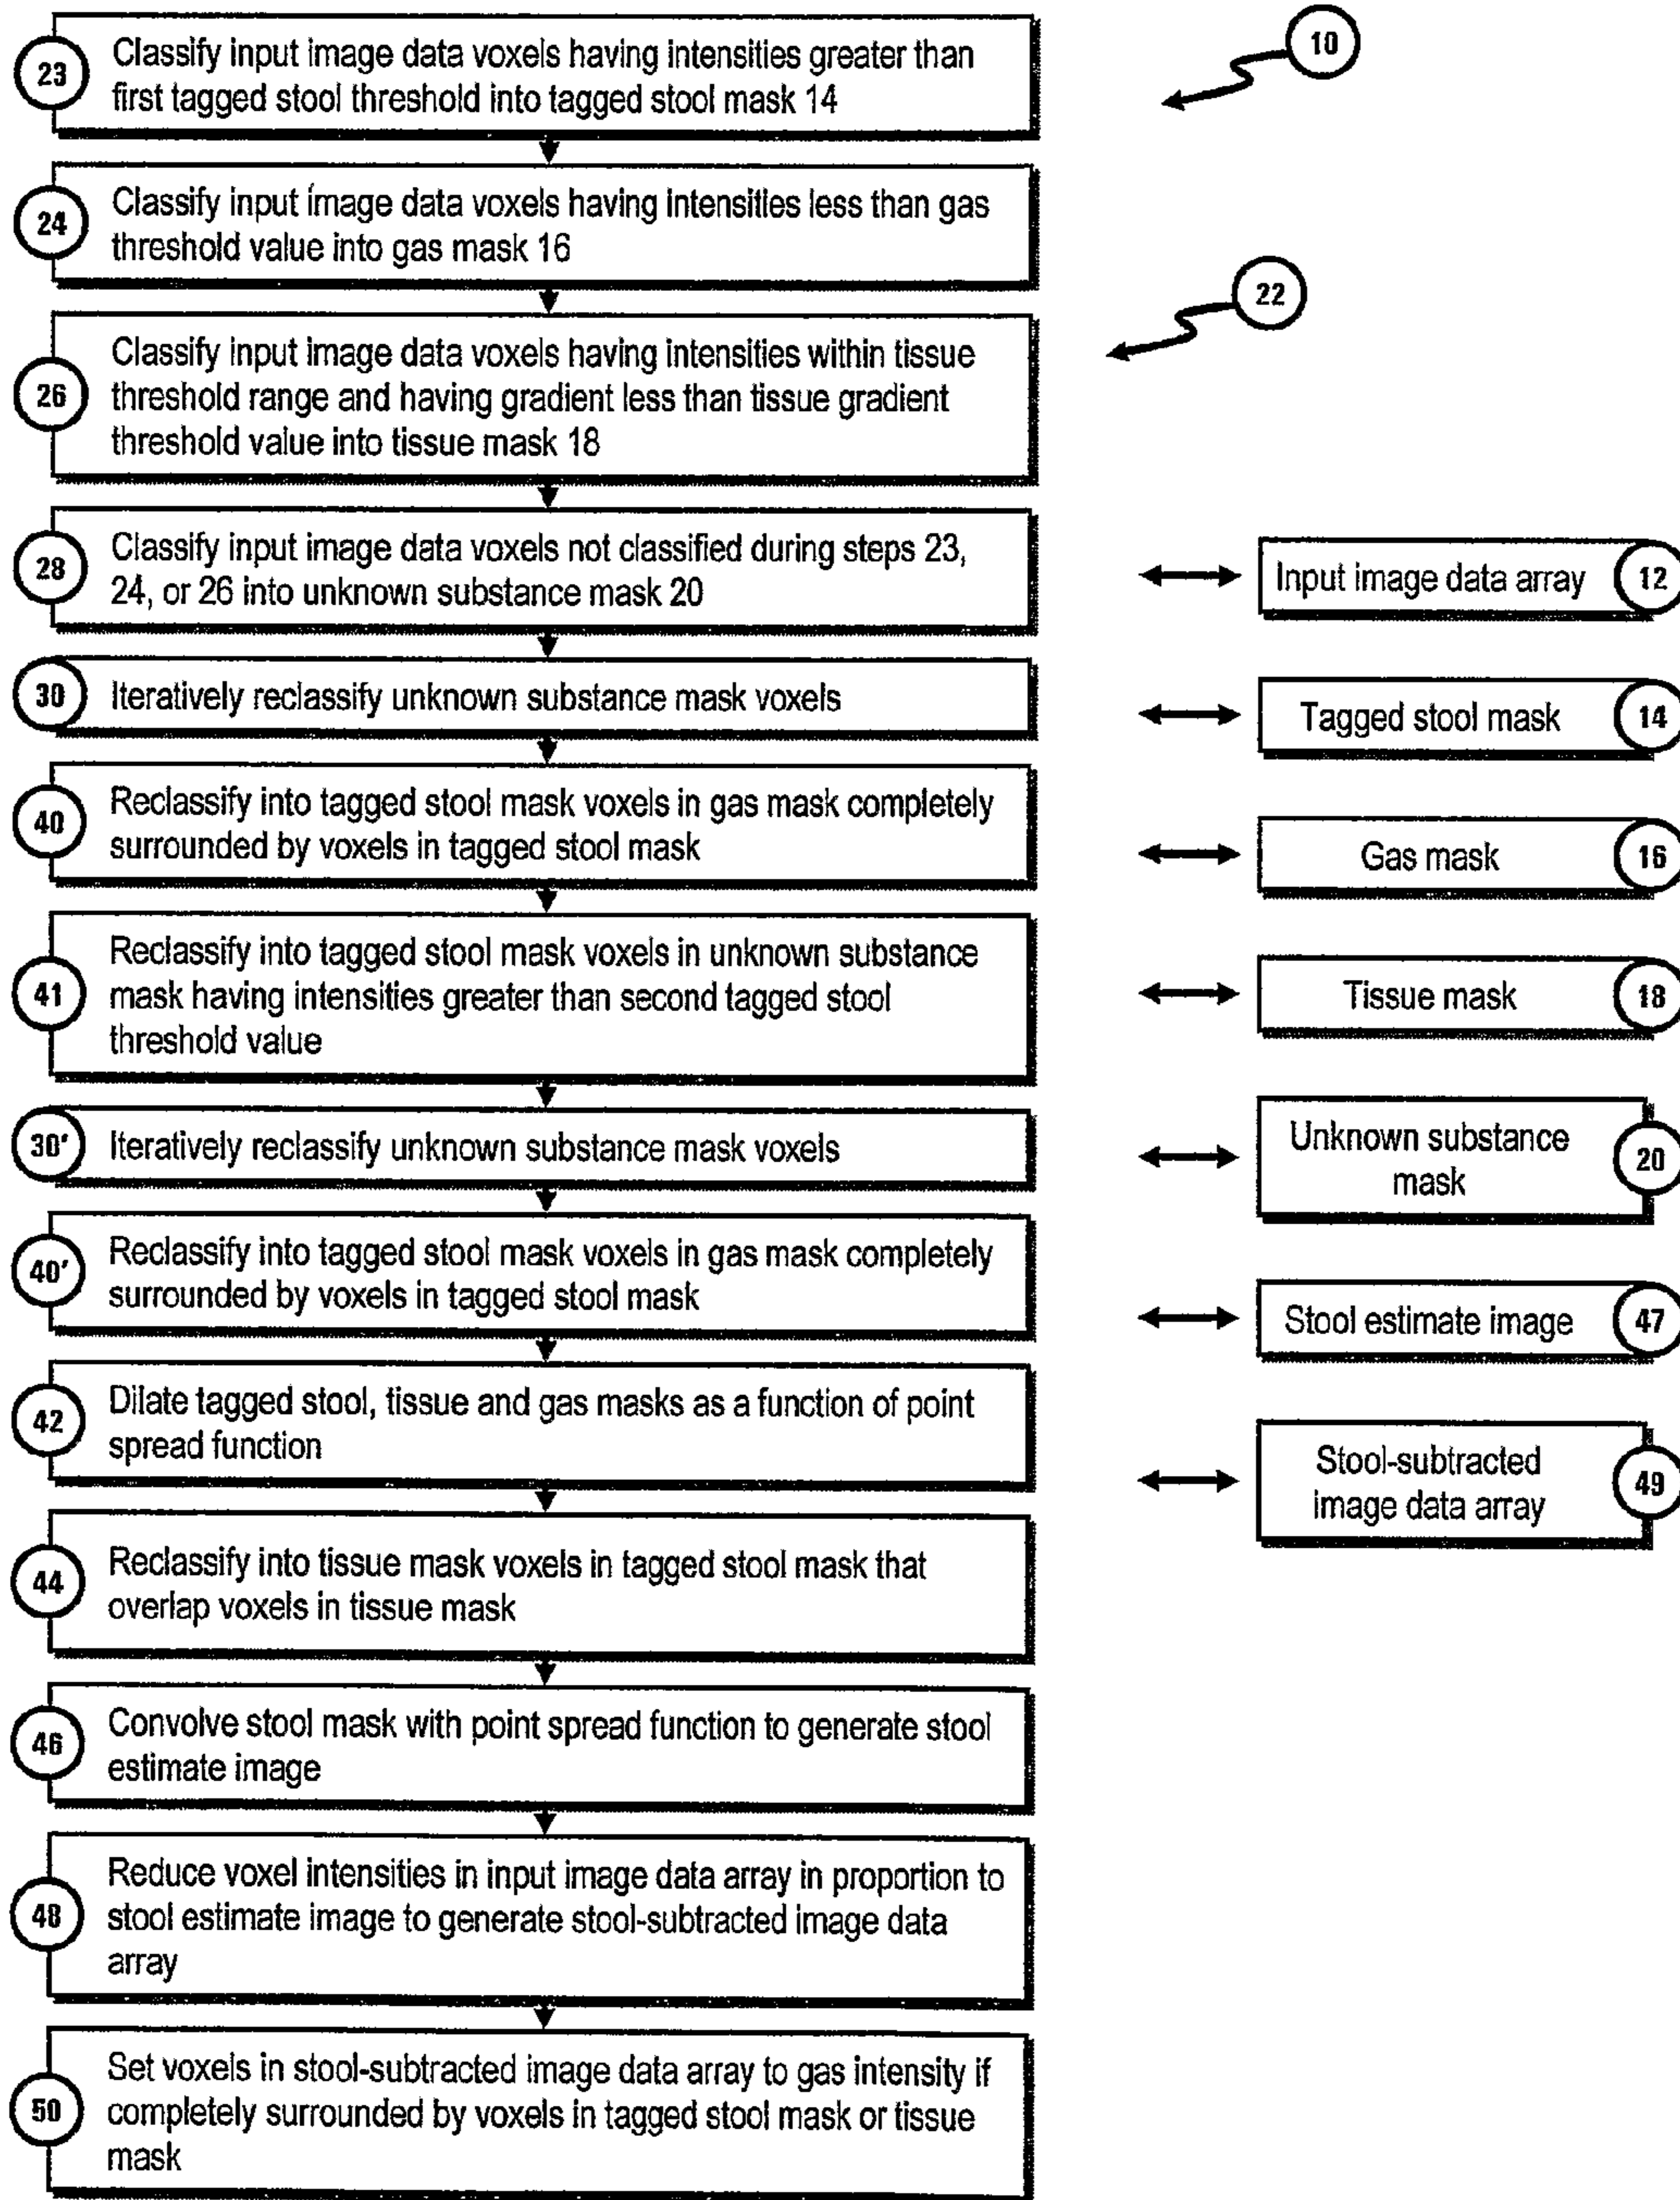 10
23
Classify input image data voxels having intensities greater than
first tagged stool threshold into tagged stool mask 14
24
Classify input image data voxels having intensities less than gas
threshold value into gas mask 16
22
26
Classify input image data voxels having intensities within tissue
threshold range and having gradient less than tissue gradient
threshold value into tissue mask 18
28
Classify input image data voxels not classified during steps 23,
24, or 26 into unknown substance mask 20
Input image data array
12
30
Iteratively reclassify unknown substance mask voxels
Tagged stool mask
14
40
Reclassify into tagged stool mask voxels in gas mask completely
surrounded by voxels in tagged stool mask
Gas mask
16
41
Reclassify into tagged stool mask voxels in unknown substance
mask having intensities greater than second tagged stool
threshold value
Tissue mask
18
30'
Iteratively reclassify unknown substance mask voxels
Unknown substance
mask
20
40'
Reclassify into tagged stool mask voxels in gas mask completely
surrounded by voxels in tagged stool mask
Stool estimate image
47
42
Dilate tagged stool, tissue and gas masks as a function of point
spread function
Stool-subtracted
image data array
49
44
Reclassify into tissue mask voxels in tagged stool mask that
overlap voxels in tissue mask
46
Convolve stool mask with point spread function to generate stool
estimate image
48
Reduce voxel intensities in input image data array in proportion to
stool estimate image to generate stool-subtracted image data
array
50
Set voxels in stool-subtracted image data array to gas intensity if
completely surrounded by voxels in tagged stool mask or tissue
mask